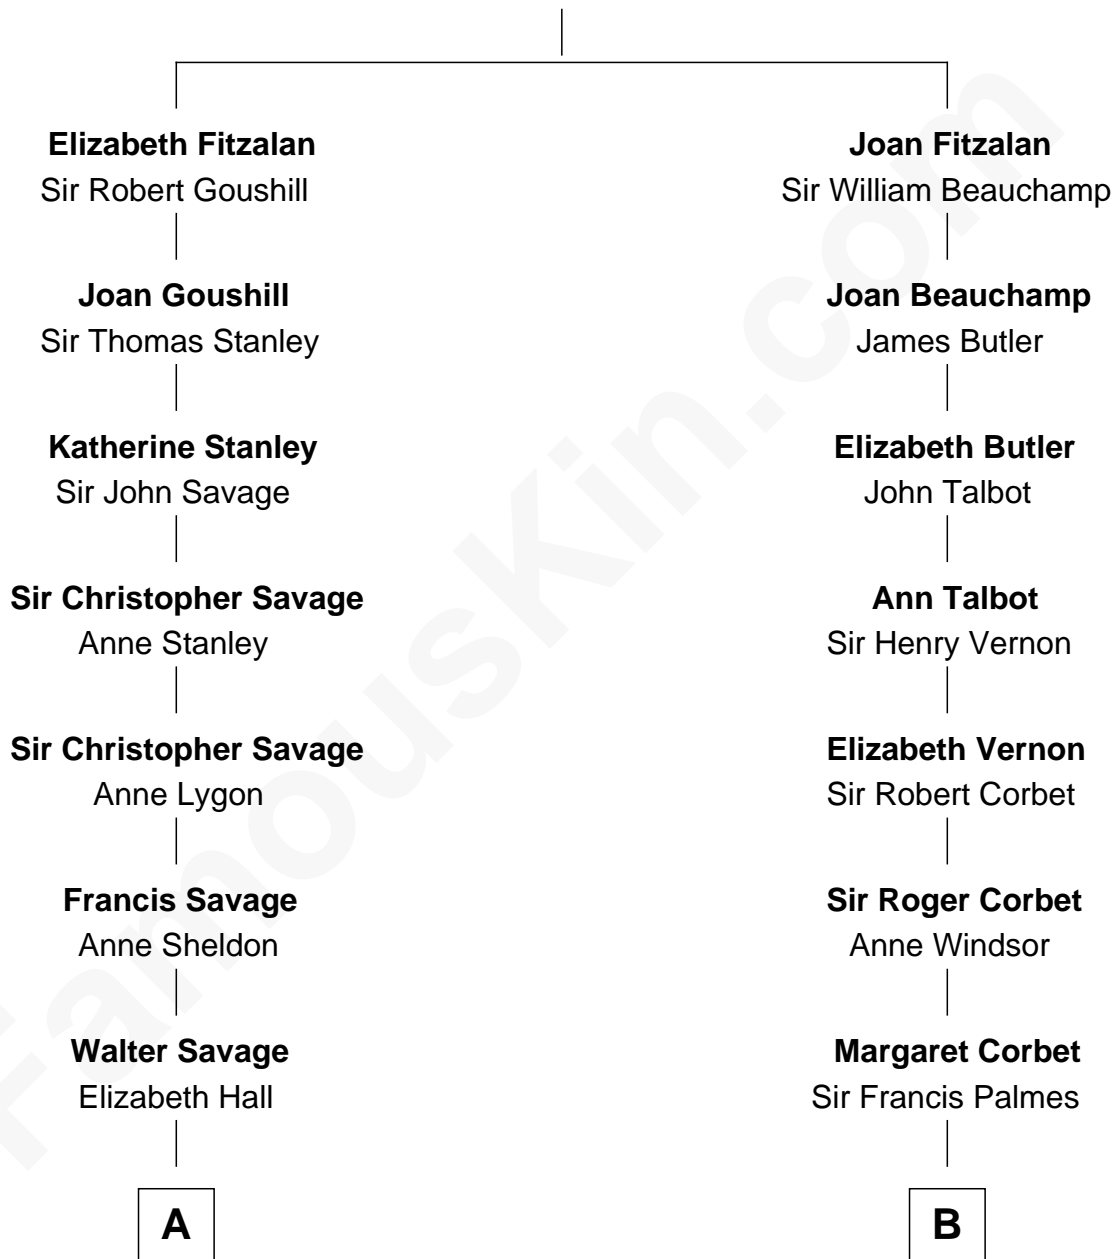 Elizabeth Fitzalan
Sir Robert Goushill
Joan Goushill
Sir Thomas Stanley
Katherine Stanley
Sir John Savage
Sir Christopher Savage
Anne Stanley
Sir Christopher Savage
Anne Lygon
Francis Savage
Anne Sheldon
Walter Savage
Elizabeth Hall
A
Joan Fitzalan
Sir William Beauchamp
Joan Beauchamp
James Butler
Elizabeth Butler
John Talbot
Ann Talbot
Sir Henry Vernon
Elizabeth Vernon
Sir Robert Corbet
Sir Roger Corbet
Anne Windsor
Margaret Corbet
Sir Francis Palmes
B
FamousKin.com